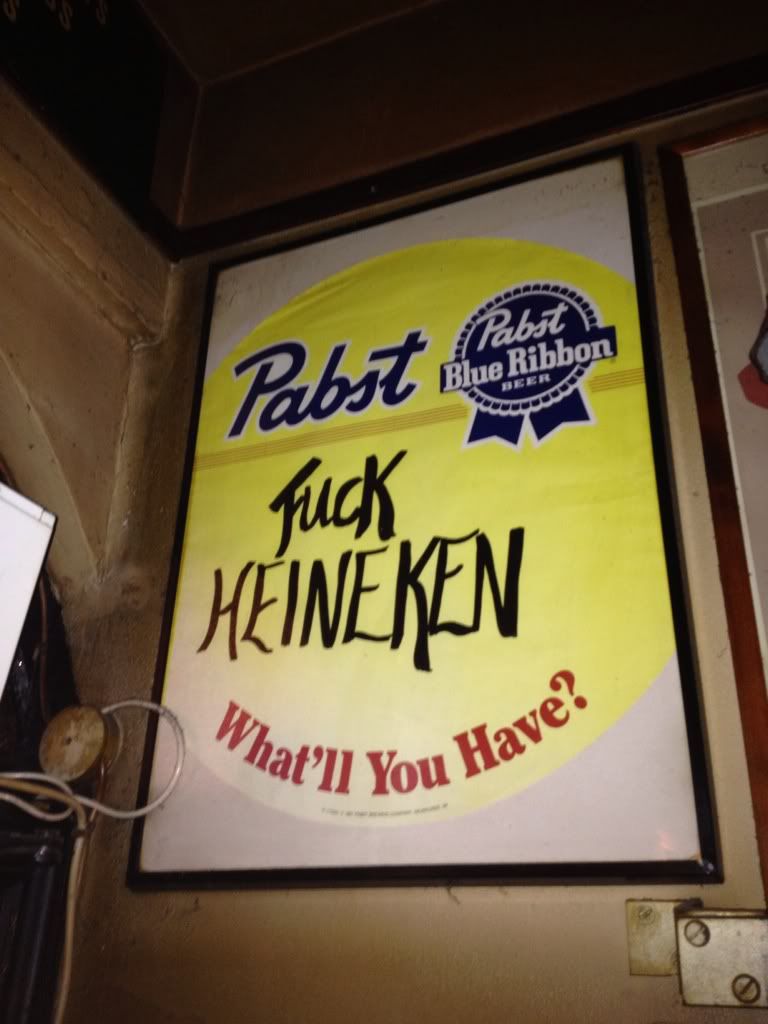 Pabst
Pabst
Blue Ribbon
BEER
FUCK
HEINEKEN
What'll You Have?